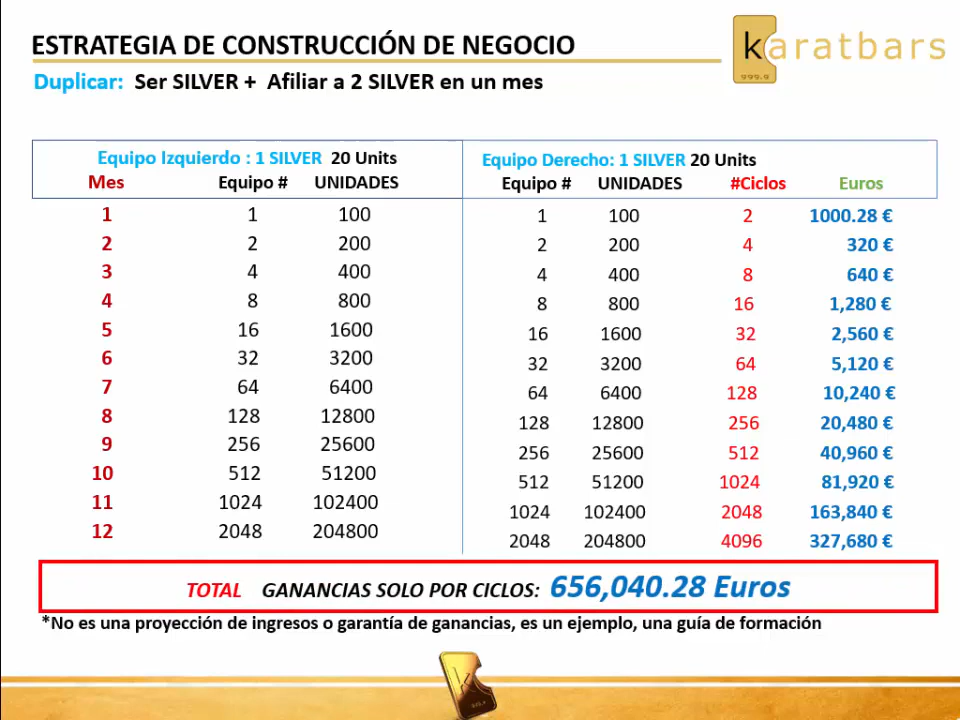 ESTRATEGIA DE CONSTRUCCIÓN DE NEGOCIO
karatbars
999.9
Duplicar: Ser SILVER + Afiliar a 2 SILVER en un mes
Equipo Izquierdo : 1 SILVER 20 Units Equipo Derecho: 1 SILVER 20 Units
Mes Equipo # UNIDADES Equipo # UNIDADES #Ciclos Euros
1 1 100 1 100 2 1000.28 €
2 2 200 2 200 4 320 €
3 4 400 4 400 8 640 €
4 8 800 8 800 16 1,280 €
5 16 1600 16 1600 32 2,560 €
6 32 3200 32 3200 64 5,120 €
7 64 6400 64 6400 128 10,240 €
8 128 12800 128 12800 256 20,480 €
9 256 25600 256 25600 512 40,960 €
10 512 51200 512 51200 1024 81,920 €
11 1024 102400 1024 102400 2048 163,840 €
12 2048 204800 2048 204800 4096 327,680 €
TOTAL GANANCIAS SOLO POR CICLOS: 656,040.28 Euros
*No es una proyección de ingresos o garantía de ganancias, es un ejemplo, una guía de formación